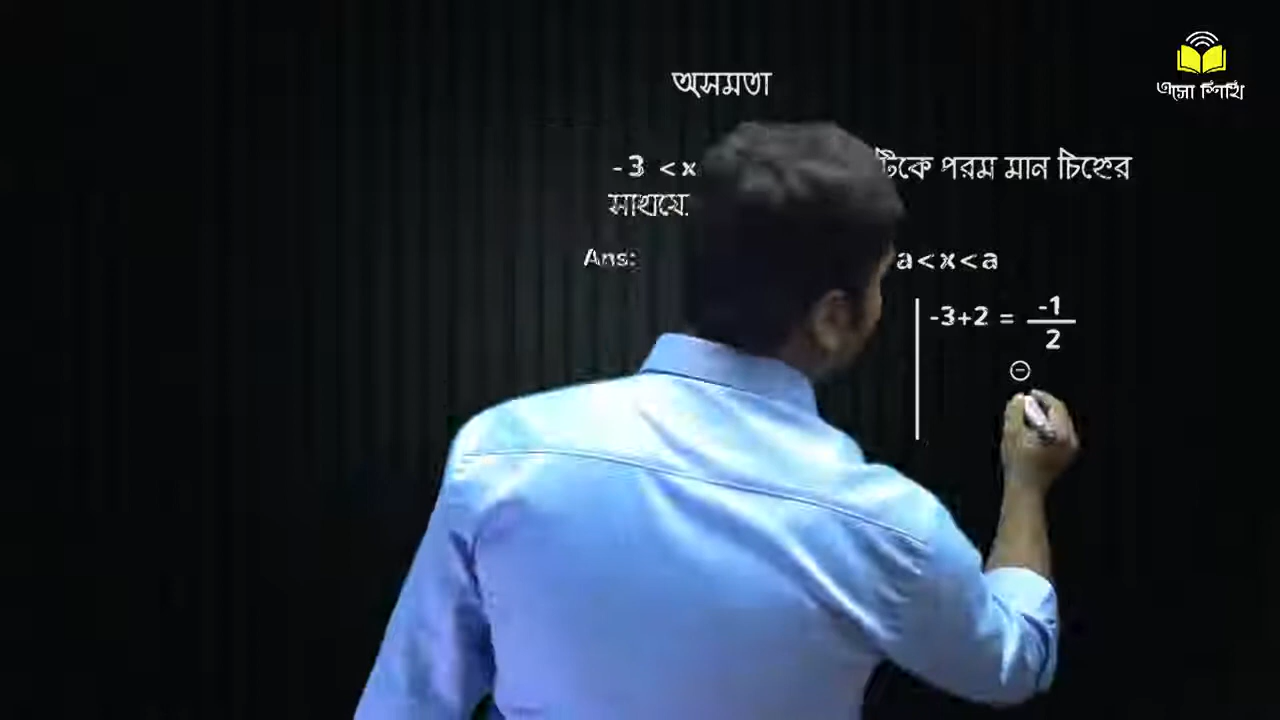 এসো শিখি
অসমতা
-3 < x টিকে পরম মান চিহ্নের
সাহায্যে.
Ans: a < x < a
-3+2 = -1/2
⊖